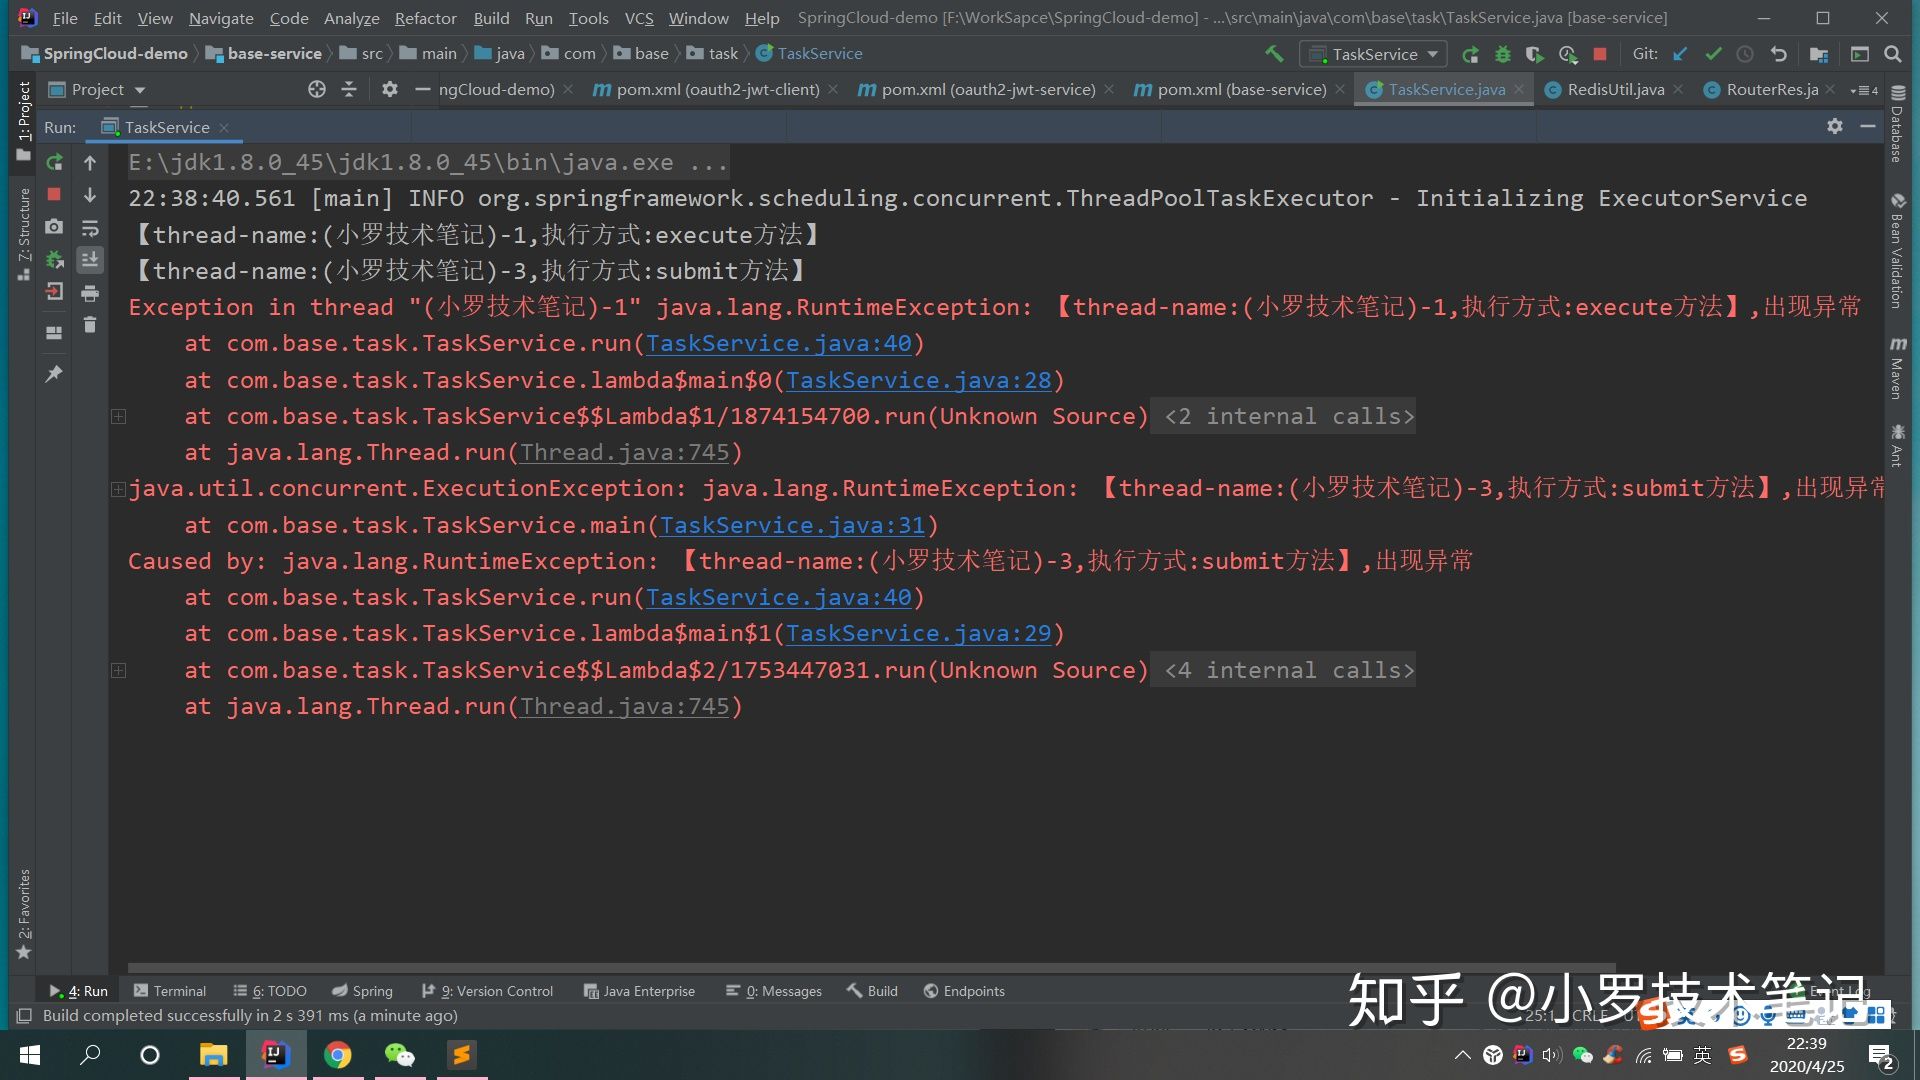 File Edit View Navigate Code Analyze Refactor Build Run Tools VCS Window Help SpringCloud-demo [F:\WorkSapce\SpringCloud-demo] - ...\src\main\java\com\base\task\TaskService.java [base-service]
SpringCloud-demo base-service src main java com base task TaskService TaskService Git:
Project ngCloud-demo) pom.xml (oauth2-jwt-client) pom.xml (oauth2-jwt-service) pom.xml (base-service) TaskService.java RedisUtil.java RouterRes.ja 4
Run: TaskService
E:\jdk1.8.0_45\jdk1.8.0_45\bin\java.exe ...
22:38:40.561 [main] INFO org.springframework.scheduling.concurrent.ThreadPoolTaskExecutor - Initializing ExecutorService
【thread-name:(小罗技术笔记)-1,执行方式:execute方法】
【thread-name:(小罗技术笔记)-3,执行方式:submit方法】
Exception in thread "(小罗技术笔记)-1" java.lang.RuntimeException: 【thread-name:(小罗技术笔记)-1,执行方式:execute方法】,出现异常
at com.base.task.TaskService.run(TaskService.java:40)
at com.base.task.TaskService.lambda$main$0(TaskService.java:28)
at com.base.task.TaskService$$Lambda$1/1874154700.run(Unknown Source) <2 internal calls>
at java.lang.Thread.run(Thread.java:745)
java.util.concurrent.ExecutionException: java.lang.RuntimeException: 【thread-name:(小罗技术笔记)-3,执行方式:submit方法】,出现异常
at com.base.task.TaskService.main(TaskService.java:31)
Caused by: java.lang.RuntimeException: 【thread-name:(小罗技术笔记)-3,执行方式:submit方法】,出现异常
at com.base.task.TaskService.run(TaskService.java:40)
at com.base.task.TaskService.lambda$main$1(TaskService.java:29)
at com.base.task.TaskService$$Lambda$2/1753447031.run(Unknown Source) <4 internal calls>
at java.lang.Thread.run(Thread.java:745)
1: Project
Z: Structure
2: Favorites
Database
Bean Validation
Maven
Ant
4: Run Terminal 6: TODO Spring 9: Version Control Java Enterprise 0: Messages Build Endpoints Event Log
知乎 @小罗技术笔记
Build completed successfully in 2 s 391 ms (a minute ago) 25:1 CRLF
英 22:39
2020/4/25
2